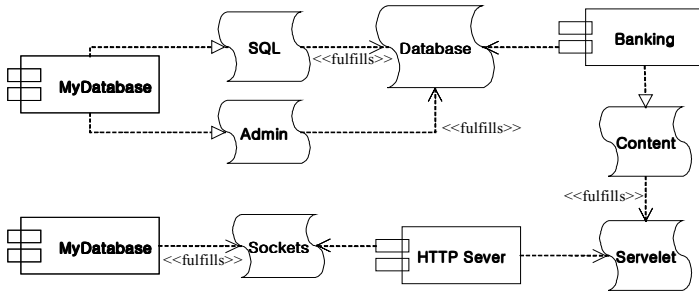 SQL
<<fulfills>>
Database
Banking
MyDatabase
Admin
<<fulfills>>
Content
<<fulfills>>
MyDatabase
<<fulfills>>
Sockets
HTTP Sever
Servelet